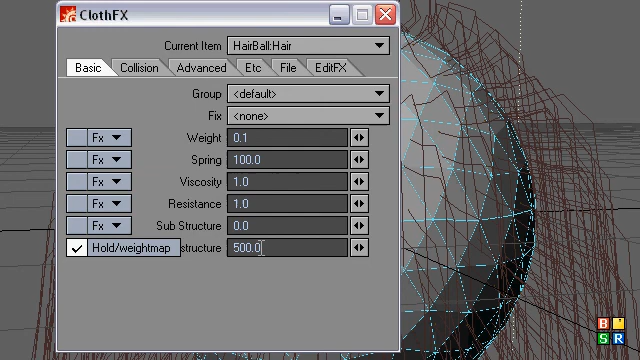 ClothFX
Current Item HairBall:Hair
Basic Collision Advanced Etc File EditFX
Group <default>
Fix <none>
Fx Weight 0.1
Fx Spring 100.0
Fx Viscosity 1.0
Fx Resistance 1.0
Fx Sub Structure 0.0
Hold/weightmap structure 500.0
B
S R